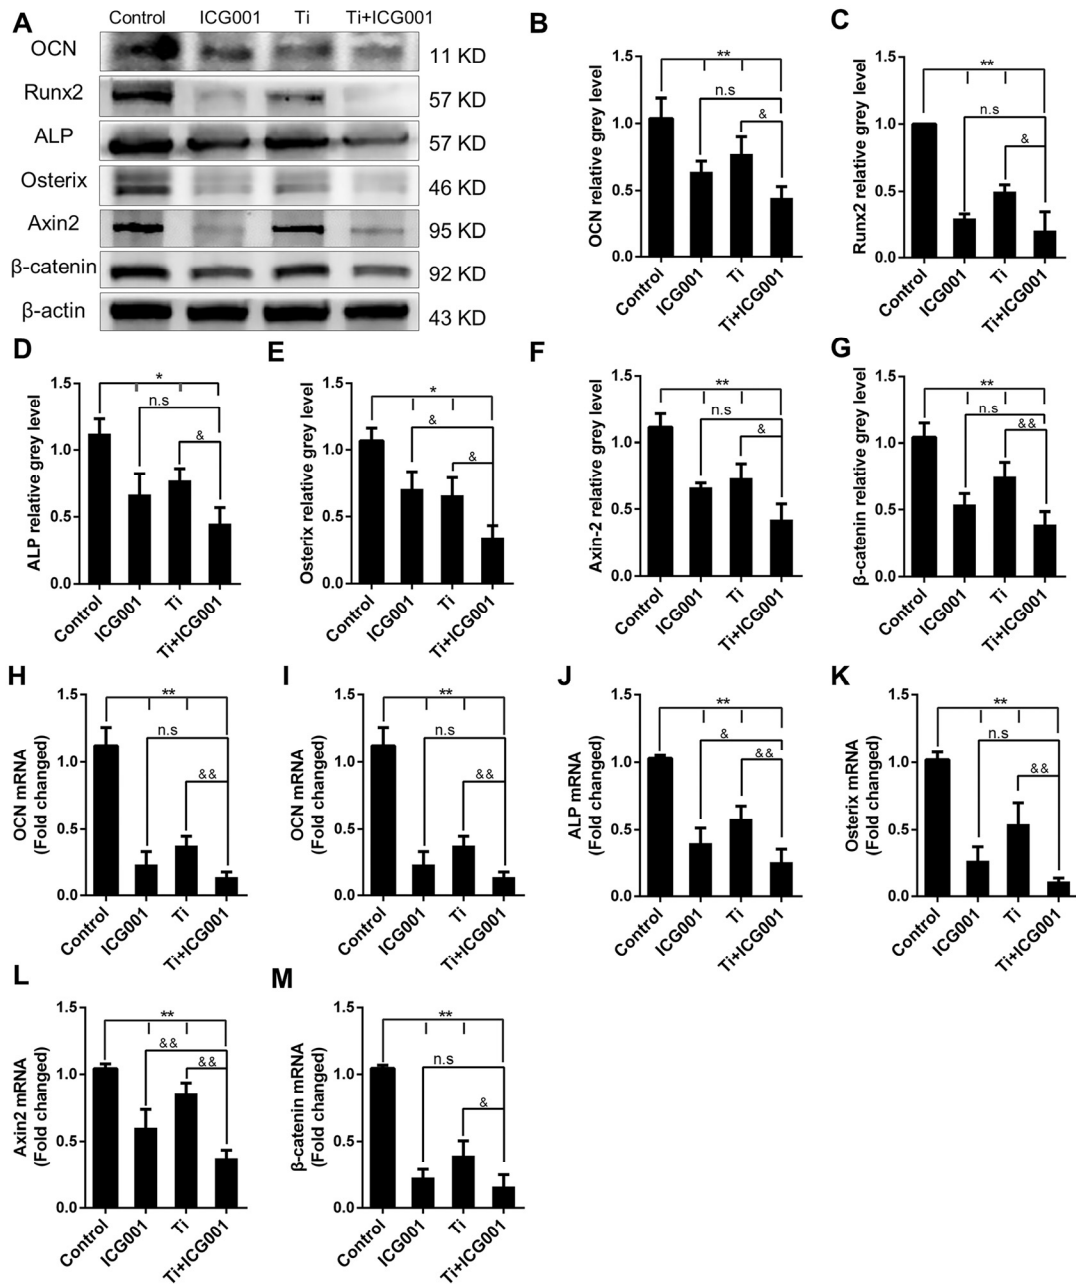 A
Control ICG001 Ti Ti+ICG001
OCN 11 KD
Runx2 57 KD
ALP 57 KD
Osterix 46 KD
Axin2 95 KD
β-catenin 92 KD
β-actin 43 KD
B
OCN relative grey level
1.5
1.0
0.5
0.0
**
n.s
&
Control
ICG001
Ti
Ti+ICG001
C
Runx2 relative grey level
1.5
1.0
0.5
0.0
**
n.s
&
Control
ICG001
Ti
Ti+ICG001
D
ALP relative grey level
1.5
1.0
0.5
0.0
*
n.s
&
Control
ICG001
Ti
Ti+ICG001
E
Osterix relative grey level
1.5
1.0
0.5
0.0
*
&
&
Control
ICG001
Ti
Ti+ICG001
F
Axin-2 relative grey level
1.5
1.0
0.5
0.0
**
n.s
&
Control
ICG001
Ti
Ti+ICG001
G
β-catenin relative grey level
1.5
1.0
0.5
0.0
**
n.s
&&
Control
ICG001
Ti
Ti+ICG001
H
OCN mRNA
(Fold changed)
1.5
1.0
0.5
0.0
**
n.s
&&
Control
ICG001
Ti
Ti+ICG001
I
OCN mRNA
(Fold changed)
1.5
1.0
0.5
0.0
**
n.s
&&
Control
ICG001
Ti
Ti+ICG001
J
ALP mRNA
(Fold changed)
1.5
1.0
0.5
0.0
**
&
&&
Control
ICG001
Ti
Ti+ICG001
K
Osterix mRNA
(Fold changed)
1.5
1.0
0.5
0.0
**
n.s
&&
Control
ICG001
Ti
Ti+ICG001
L
Axin2 mRNA
(Fold changed)
1.5
1.0
0.5
0.0
**
&&
&&
Control
ICG001
Ti
Ti+ICG001
M
β-catenin mRNA
(Fold changed)
1.5
1.0
0.5
0.0
**
n.s
&
Control
ICG001
Ti
Ti+ICG001